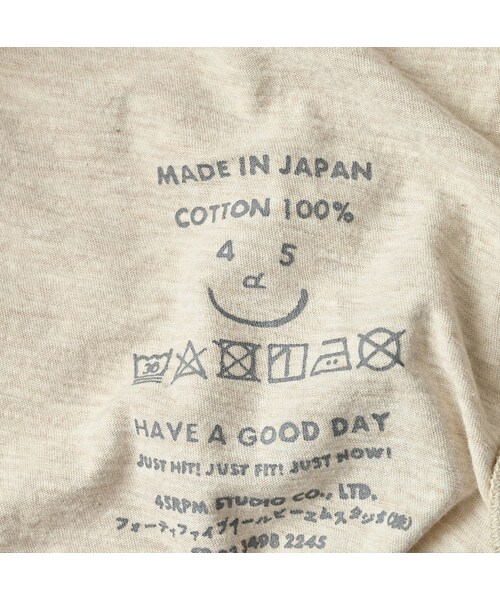 MADE IN JAPAN
COTTON 100%
4 5
R
30
HAVE A GOOD DAY
JUST HIT! JUST FIT! JUST NOW!
45RPM STUDIO CO., LTD.
フォーティファイブアールピーエムスタジオ(株)
3498 2245